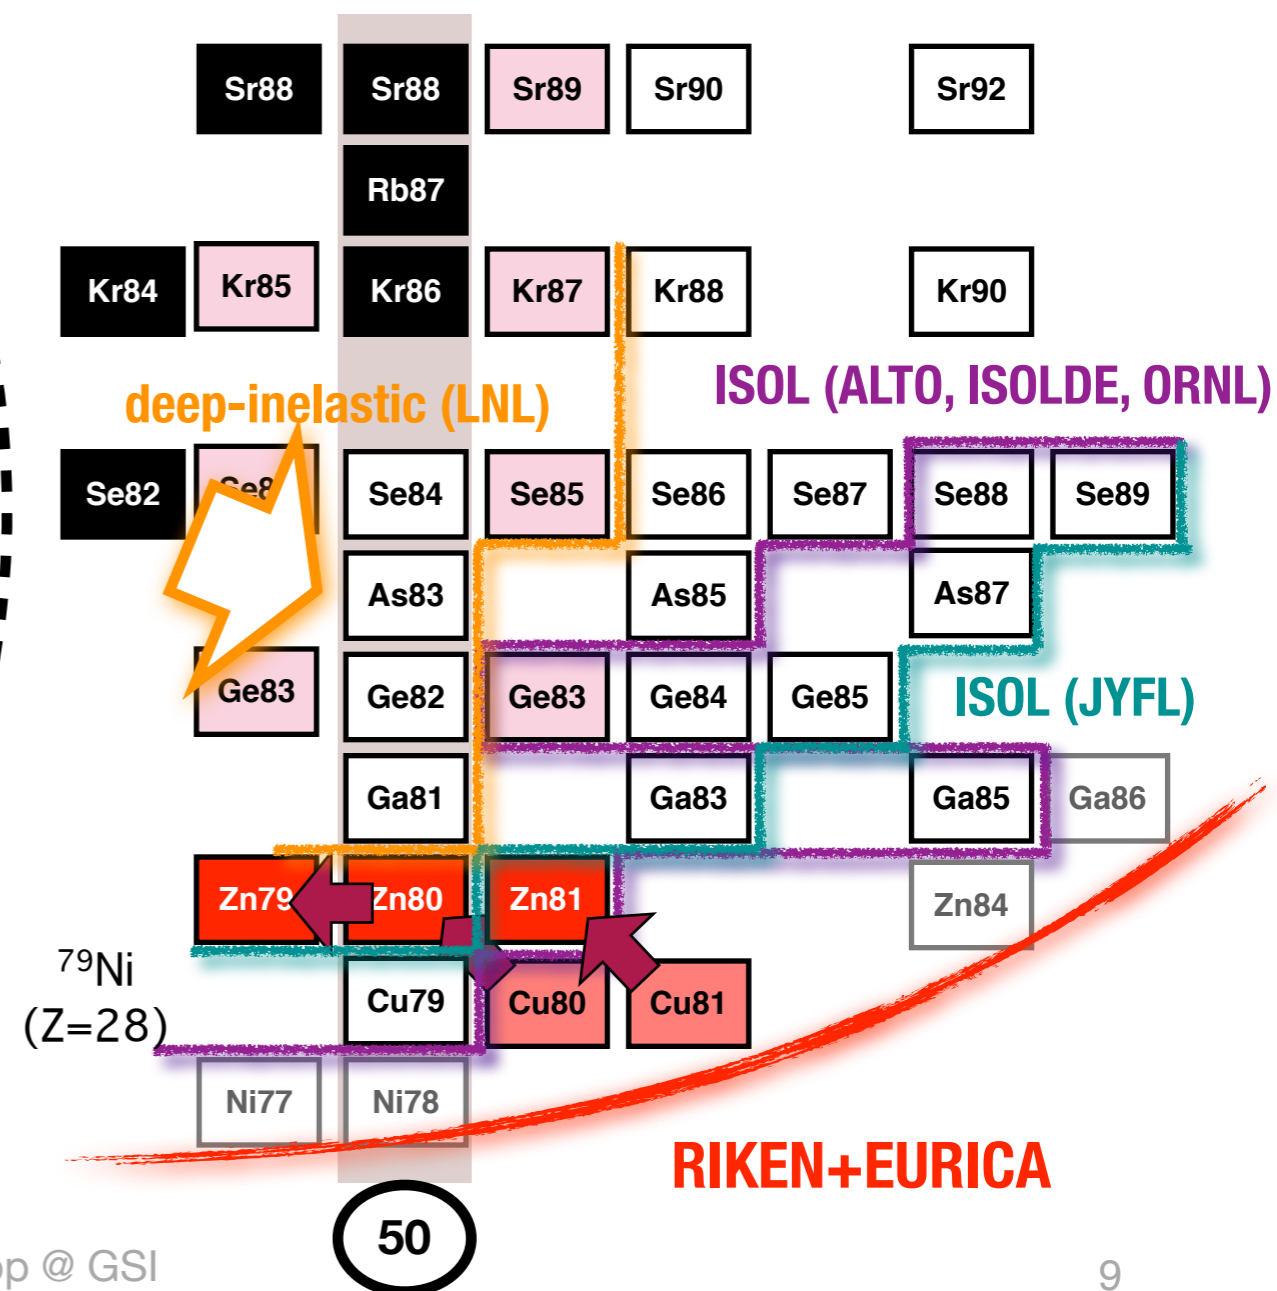 Sr88 Sr88 Sr89 Sr90 Sr92
Rb87
Kr84 Kr85 Kr86 Kr87 Kr88 Kr90
deep-inelastic (LNL) ISOL (ALTO, ISOLDE, ORNL)
Se82 Se84 Se85 Se86 Se87 Se88 Se89
As83 As85 As87
Ge83 Ge82 Ge83 Ge84 Ge85 ISOL (JYFL)
Ga81 Ga83 Ga85 Ga86
Zn79 Zn80 Zn81 Zn84
⁷⁹Ni
(Z=28)
Cu79 Cu80 Cu81
Ni77 Ni78
RIKEN+EURICA
50
@ GSI 9